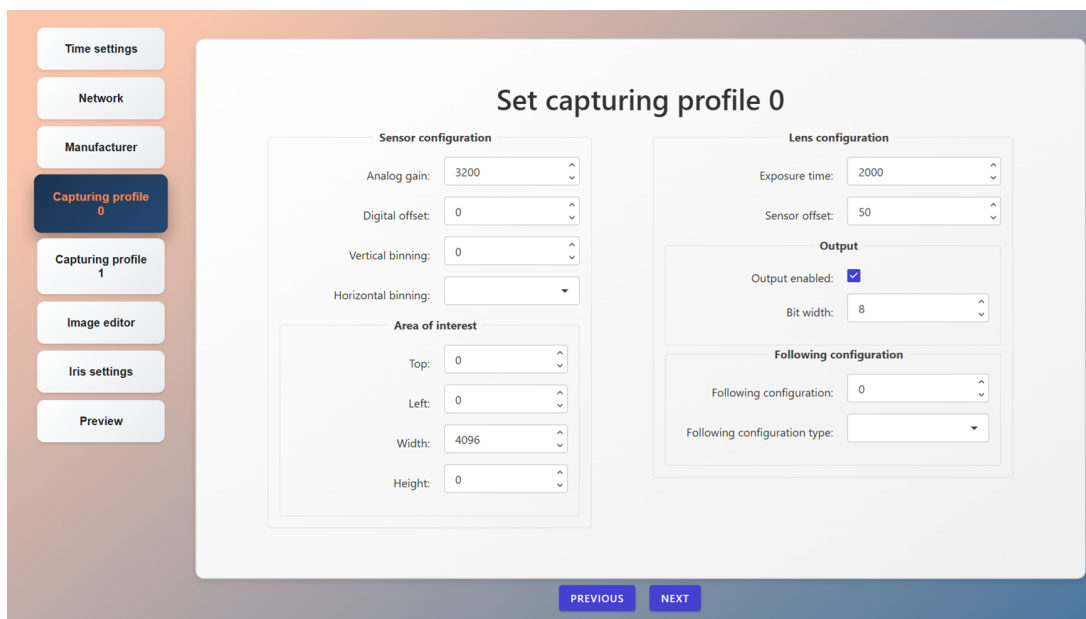 Time settings
Network
Manufacturer
Capturing profile
0
Capturing profile
1
Image editor
Iris settings
Preview
Set capturing profile 0
Sensor configuration
Analog gain: 3200
Digital offset: 0
Vertical binning: 0
Horizontal binning:
Area of interest
Top: 0
Left: 0
Width: 4096
Height: 0
Lens configuration
Exposure time: 2000
Sensor offset: 50
Output
Output enabled:
Bit width: 8
Following configuration
Following configuration: 0
Following configuration type:
PREVIOUS
NEXT